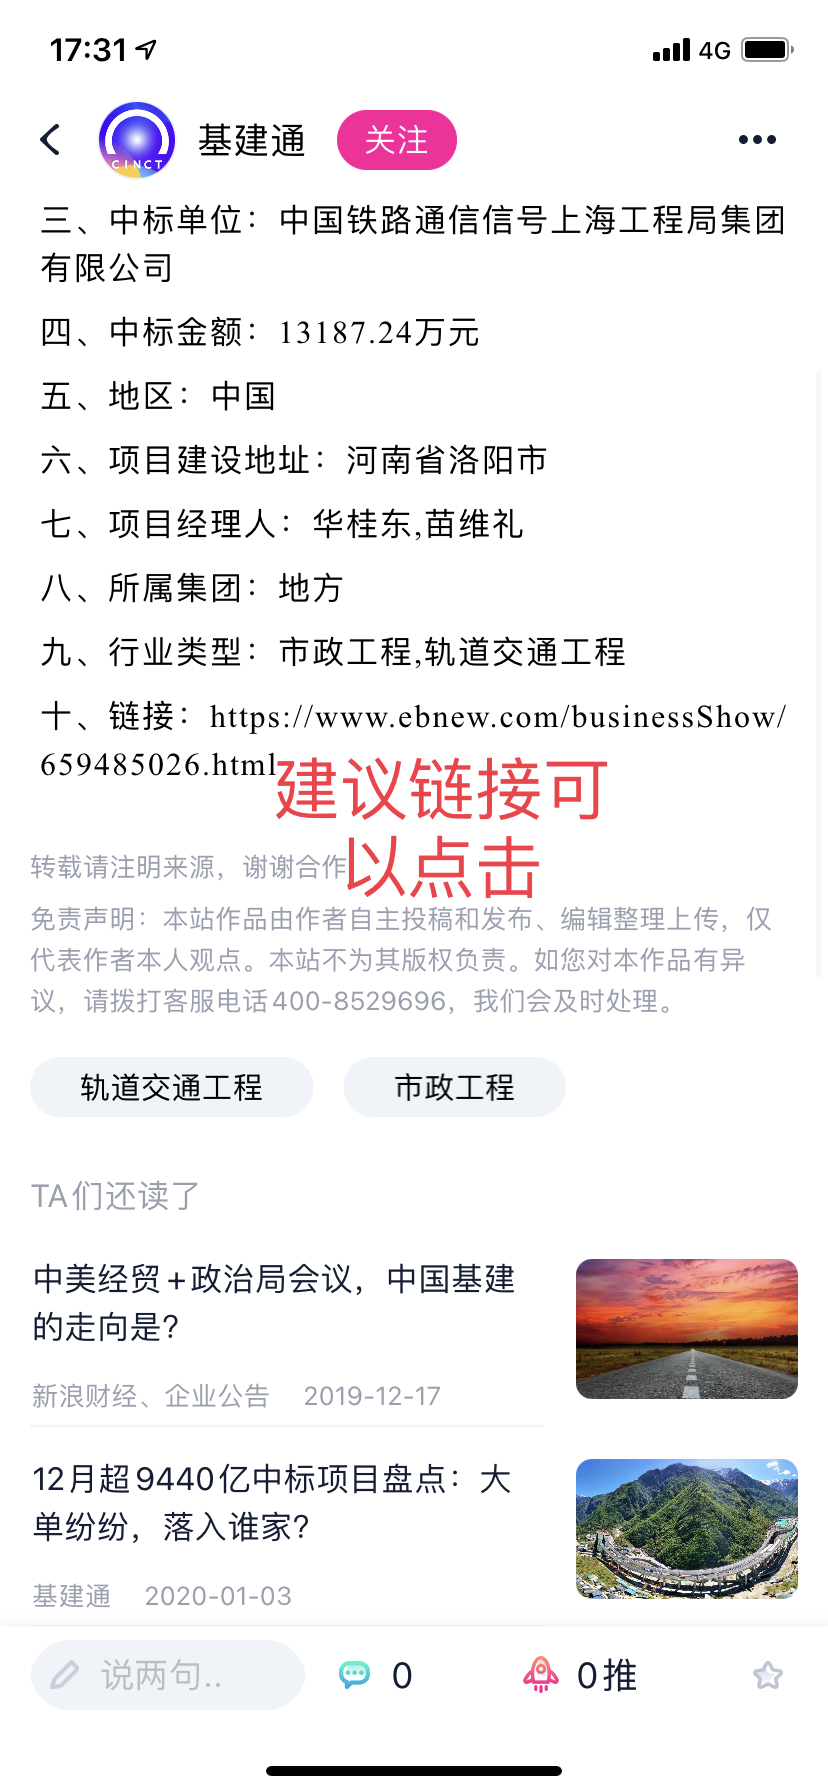 17:31
4G
CINCT
基建通
关注
三、中标单位：中国铁路通信信号上海工程局集团
有限公司
四、中标金额：13187.24万元
五、地区：中国
六、项目建设地址：河南省洛阳市
七、项目经理人：华桂东,苗维礼
八、所属集团：地方
九、行业类型：市政工程,轨道交通工程
十、链接：https://www.ebnew.com/businessShow/
659485026.html
建议链接可
以点击
转载请注明来源，谢谢合作
免责声明：本站作品由作者自主投稿和发布、编辑整理上传，仅
代表作者本人观点。本站不为其版权负责。如您对本作品有异
议，请拨打客服电话400-8529696，我们会及时处理。
轨道交通工程
市政工程
TA们还读了
中美经贸+政治局会议，中国基建
的走向是?
新浪财经、企业公告 2019-12-17
12月超9440亿中标项目盘点：大
单纷纷，落入谁家?
基建通 2020-01-03
说两句..
0
0推